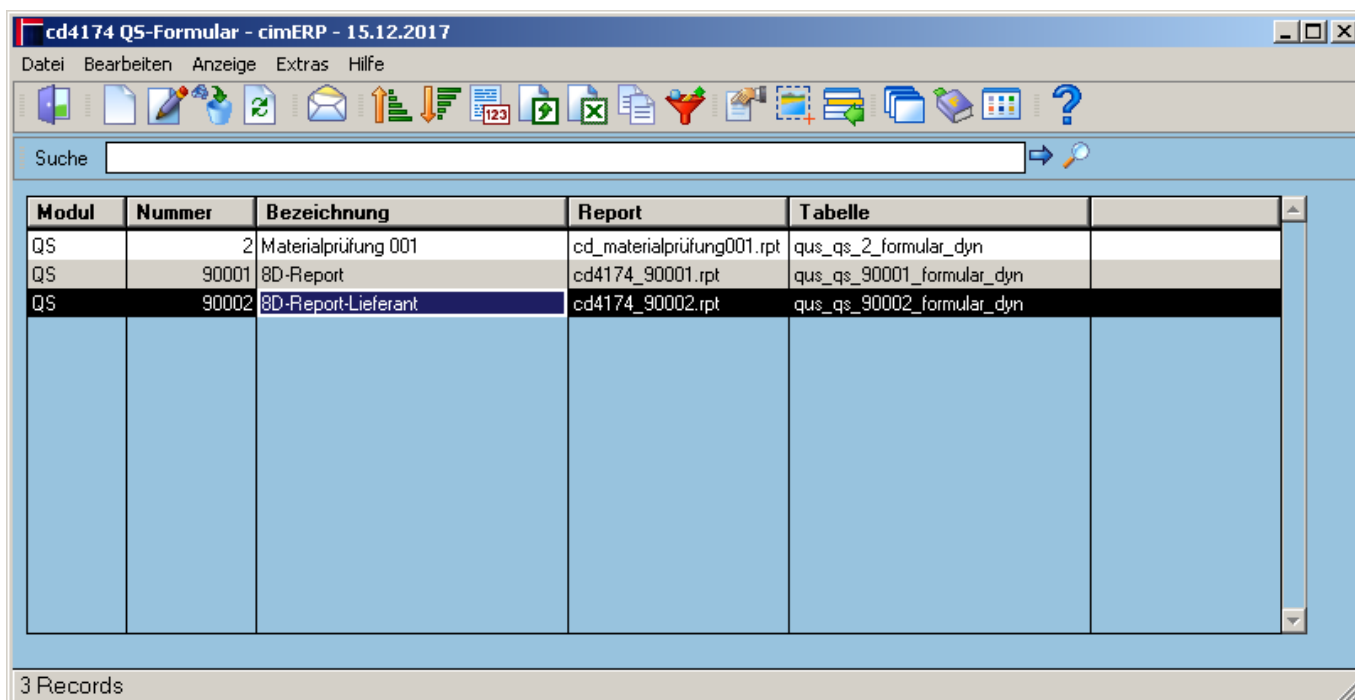 cd4174 QS-Formular - cimERP - 15.12.2017
Datei Bearbeiten Anzeige Extras Hilfe
123
Suche
Modul Nummer Bezeichnung Report Tabelle
QS 2 Materialprüfung 001 cd_materialprüfung001.rpt qus_qs_2_formular_dyn
QS 90001 8D-Report cd4174_90001.rpt qus_qs_90001_formular_dyn
QS 90002 8D-Report-Lieferant cd4174_90002.rpt qus_qs_90002_formular_dyn
3 Records